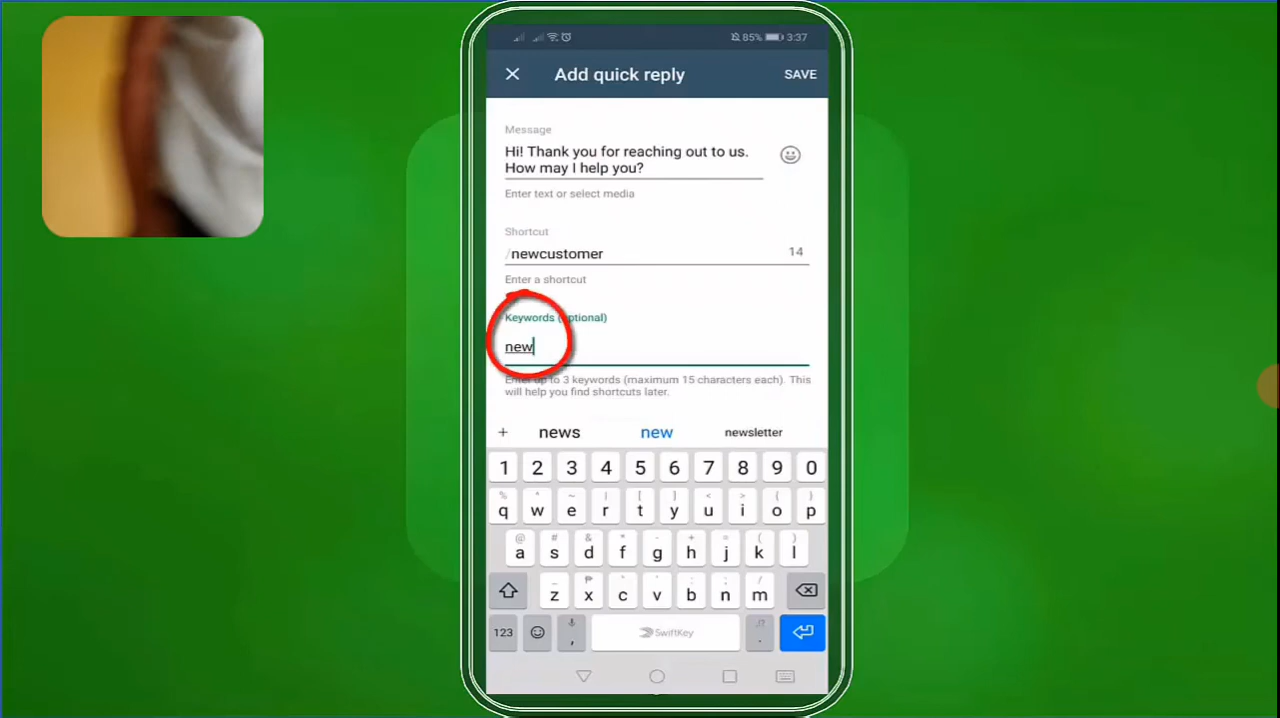 85% 3:37
Add quick reply SAVE
Message
Hi! Thank you for reaching out to us.
How may I help you?
Enter text or select media
Shortcut
/newcustomer 14
Enter a shortcut
Keywords (optional)
new
Enter up to 3 keywords (maximum 15 characters each). This
will help you find shortcuts later.
+ news new newsletter
1 2 3 4 5 6 7 8 9 0
% ^ ~ | [ ] < > { }
q w e r t y u i o p
@ # & * - + = ( )
a s d f g h j k l
_ ₱ " ' : ; /
z x c v b n m
123 , SwiftKey .